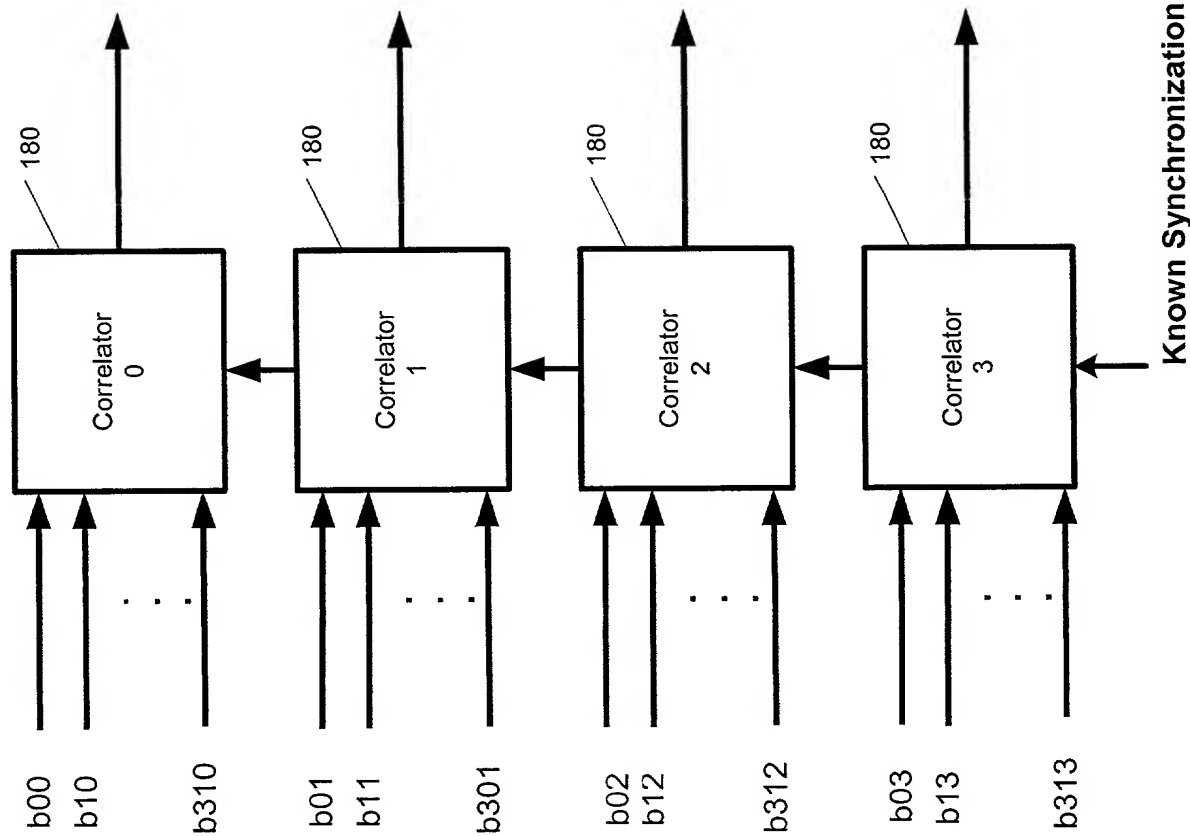 180
b00
b10
b310
Correlator
0
180
b01
b11
b301
Correlator
1
180
b02
b12
b312
Correlator
2
180
b03
b13
b313
Correlator
3
Known Synchronization